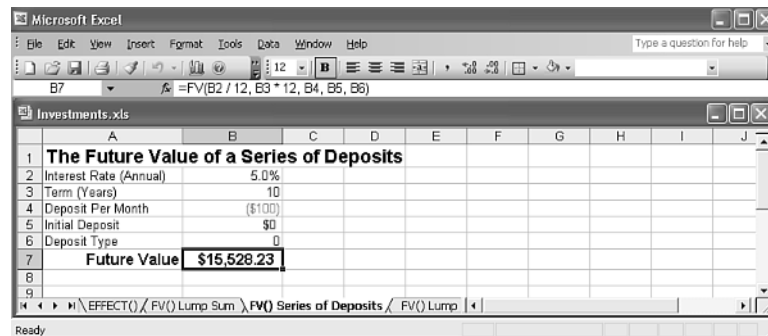 Microsoft Excel
File Edit View Insert Format Tools Data Window Help Type a question for help
12 B
B7 fx =FV(B2 / 12, B3 * 12, B4, B5, B6)
Investments.xls
A B C D E F G H I J
1 The Future Value of a Series of Deposits
2 Interest Rate (Annual) 5.0%
3 Term (Years) 10
4 Deposit Per Month ($100)
5 Initial Deposit $0
6 Deposit Type 0
7 Future Value $15,528.23
8
9
EFFECT() / FV() Lump Sum \ FV() Series of Deposits / FV() Lump
Ready